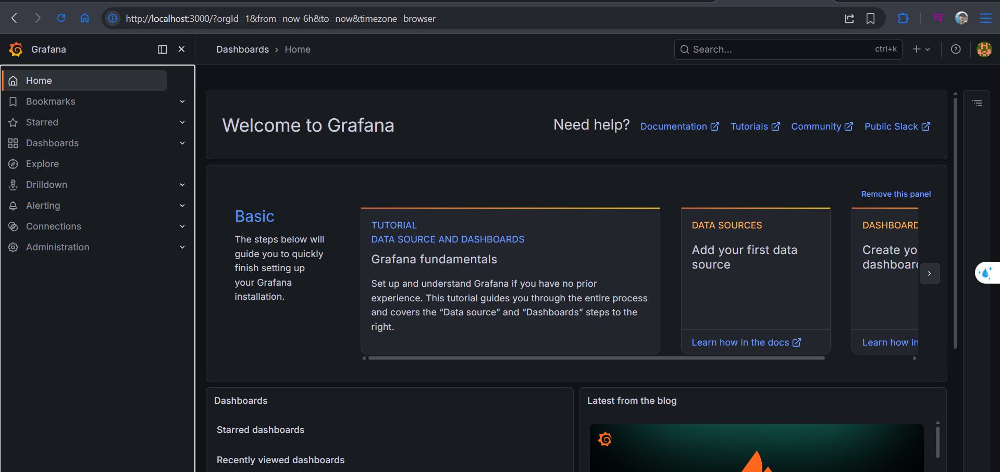 http://localhost:3000/?orgId=1&from=now-6h&to=now&timezone=browser
Grafana
Dashboards › Home
Search...
ctrl+k
Home
Bookmarks
Starred
Dashboards
Explore
Drilldown
Alerting
Connections
Administration
Welcome to Grafana
Need help?
Documentation
Tutorials
Community
Public Slack
Remove this panel
Basic
The steps below will
guide you to quickly
finish setting up
your Grafana
installation.
TUTORIAL
DATA SOURCE AND DASHBOARDS
Grafana fundamentals
Set up and understand Grafana if you have no prior
experience. This tutorial guides you through the entire process
and covers the “Data source” and “Dashboards” steps to the
right.
DATA SOURCES
Add your first data
source
Learn how in the docs
DASHBOARD
Create yo
dashboard
Learn how in
Dashboards
Starred dashboards
Recently viewed dashboards
Latest from the blog